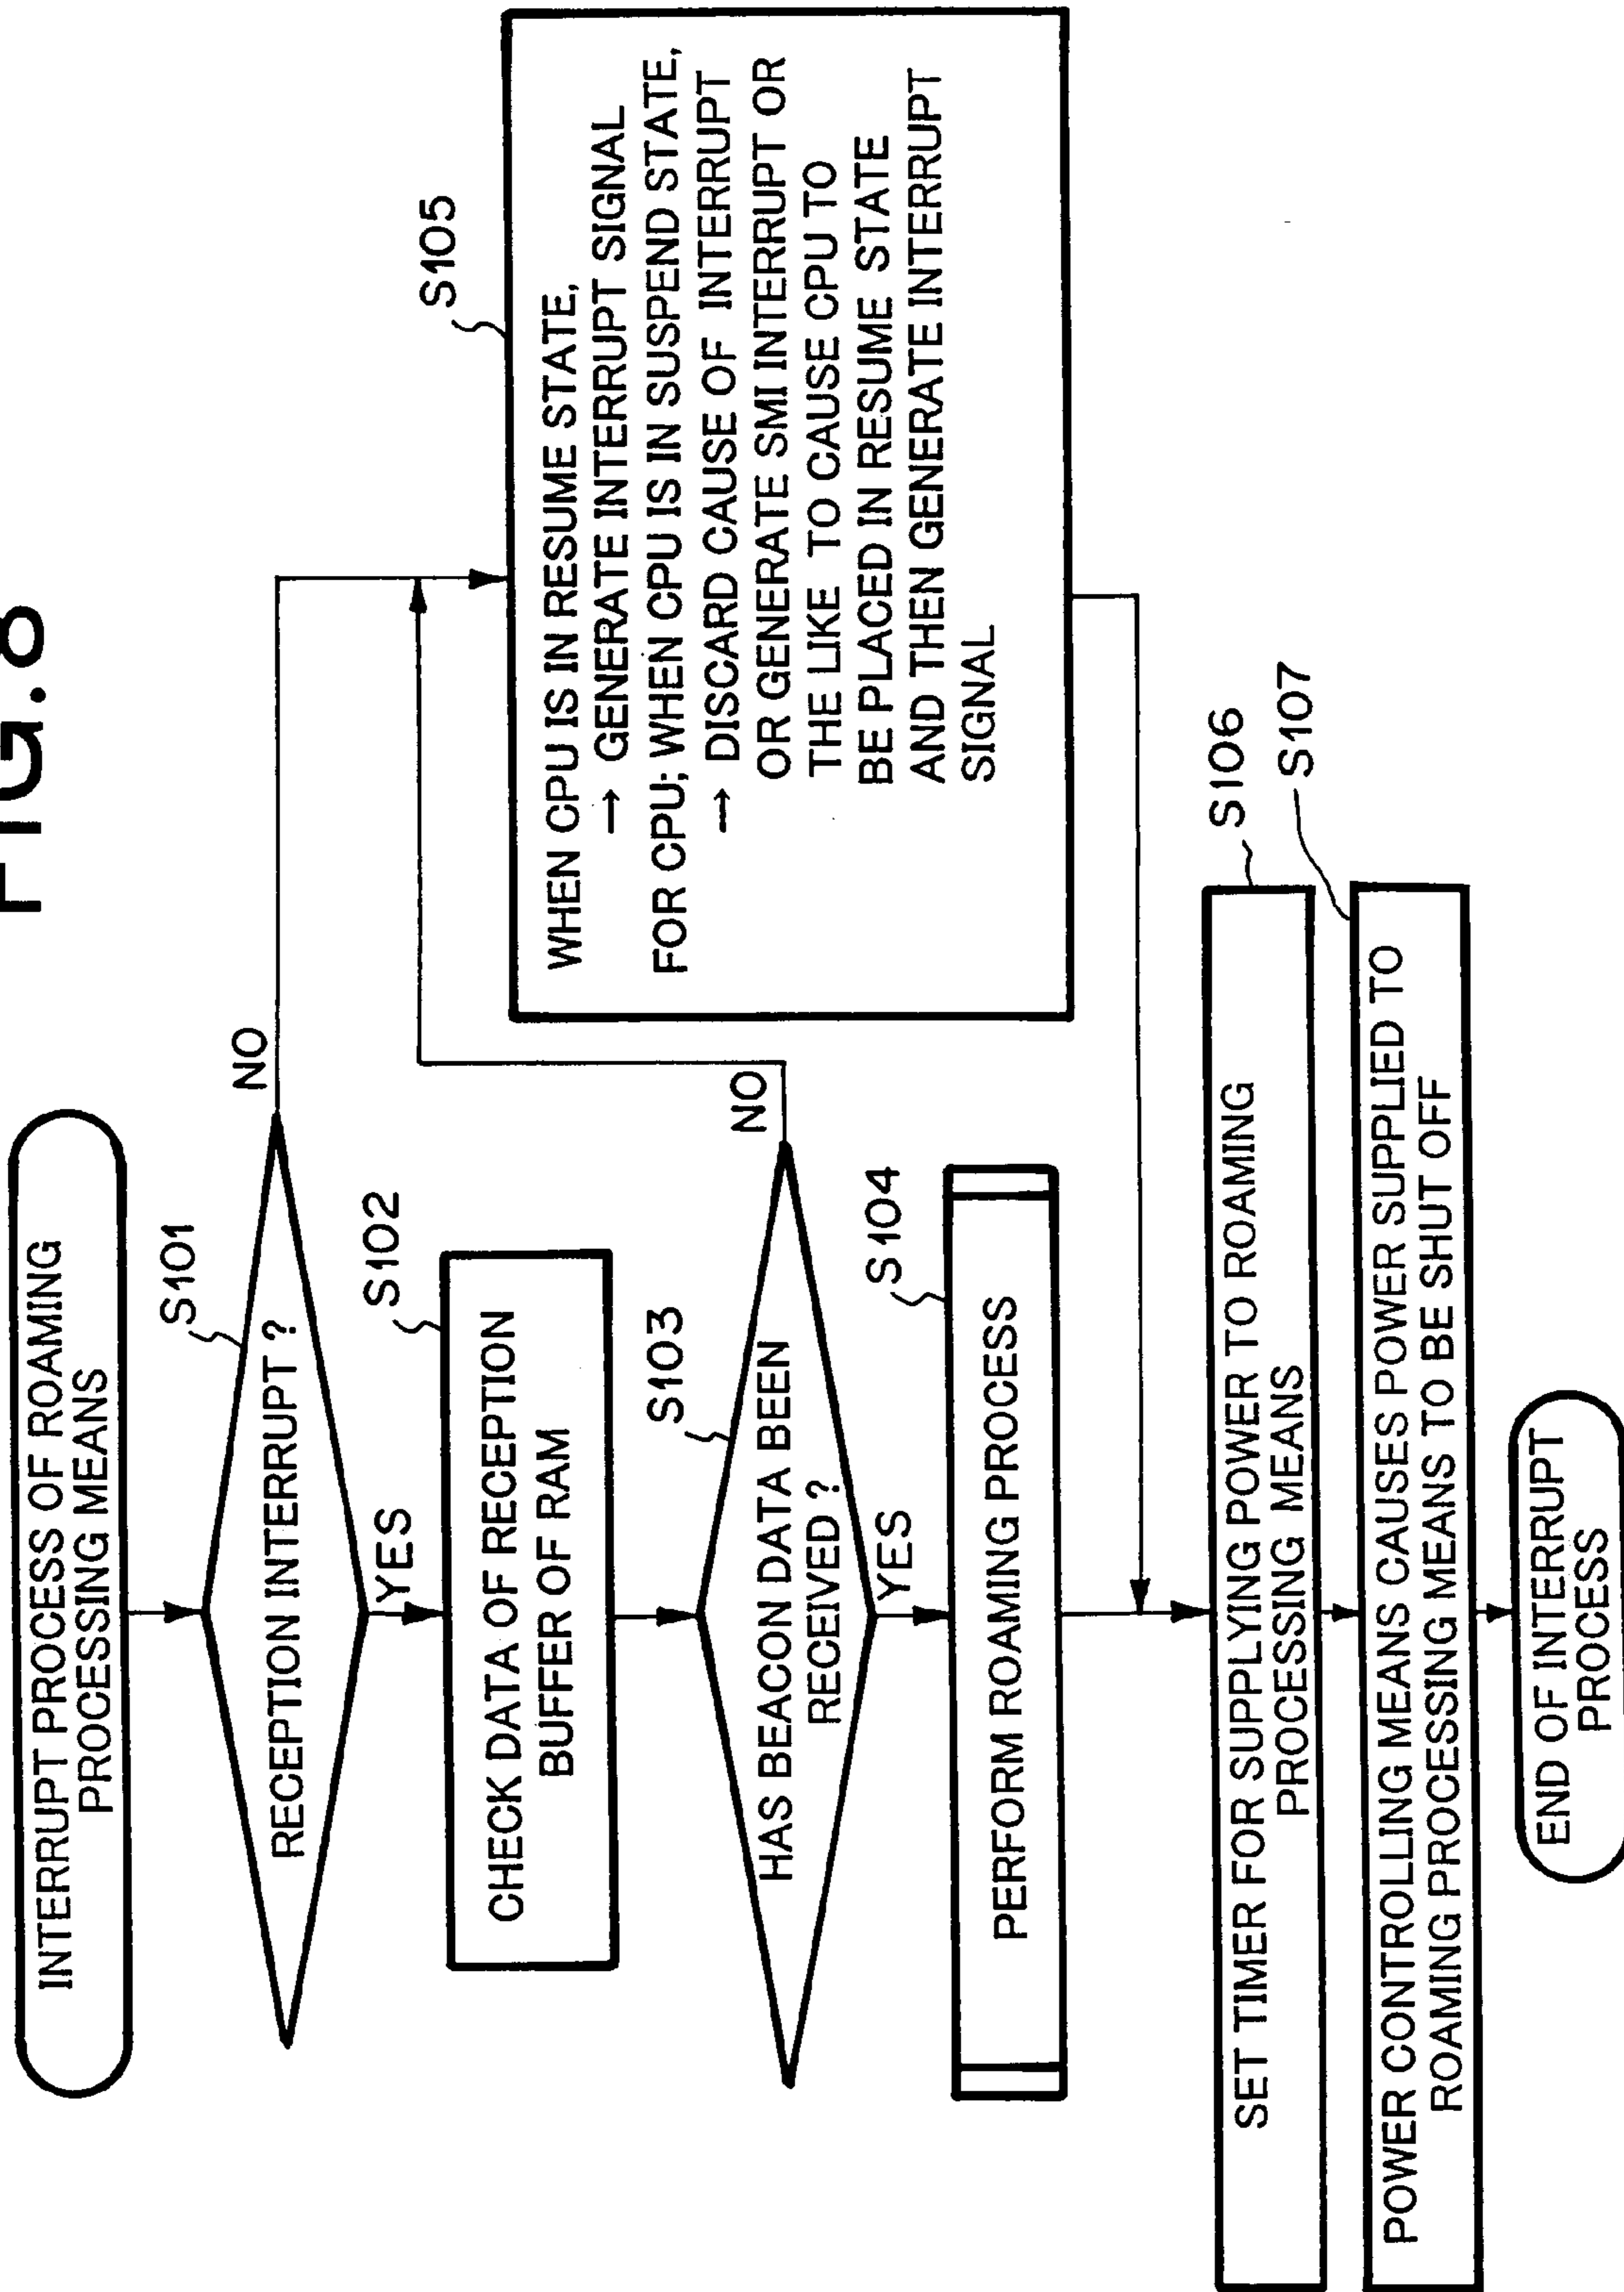 FIG.8
INTERRUPT PROCESS OF ROAMING
PROCESSING MEANS
S101
RECEPTION INTERRUPT ?
NO
YES
S102
CHECK DATA OF RECEPTION
BUFFER OF RAM
S103
HAS BEACON DATA BEEN
RECEIVED ?
NO
YES
S104
PERFORM ROAMING PROCESS
S105
WHEN CPU IS IN RESUME STATE,
→ GENERATE INTERRUPT SIGNAL
FOR CPU; WHEN CPU IS IN SUSPEND STATE,
→ DISCARD CAUSE OF INTERRUPT
OR GENERATE SMI INTERRUPT OR
THE LIKE TO CAUSE CPU TO
BE PLACED IN RESUME STATE
AND THEN GENERATE INTERRUPT
SIGNAL
S106
SET TIMER FOR SUPPLYING POWER TO ROAMING
PROCESSING MEANS
S107
POWER CONTROLLING MEANS CAUSES POWER SUPPLIED TO
ROAMING PROCESSING MEANS TO BE SHUT OFF
END OF INTERRUPT
PROCESS